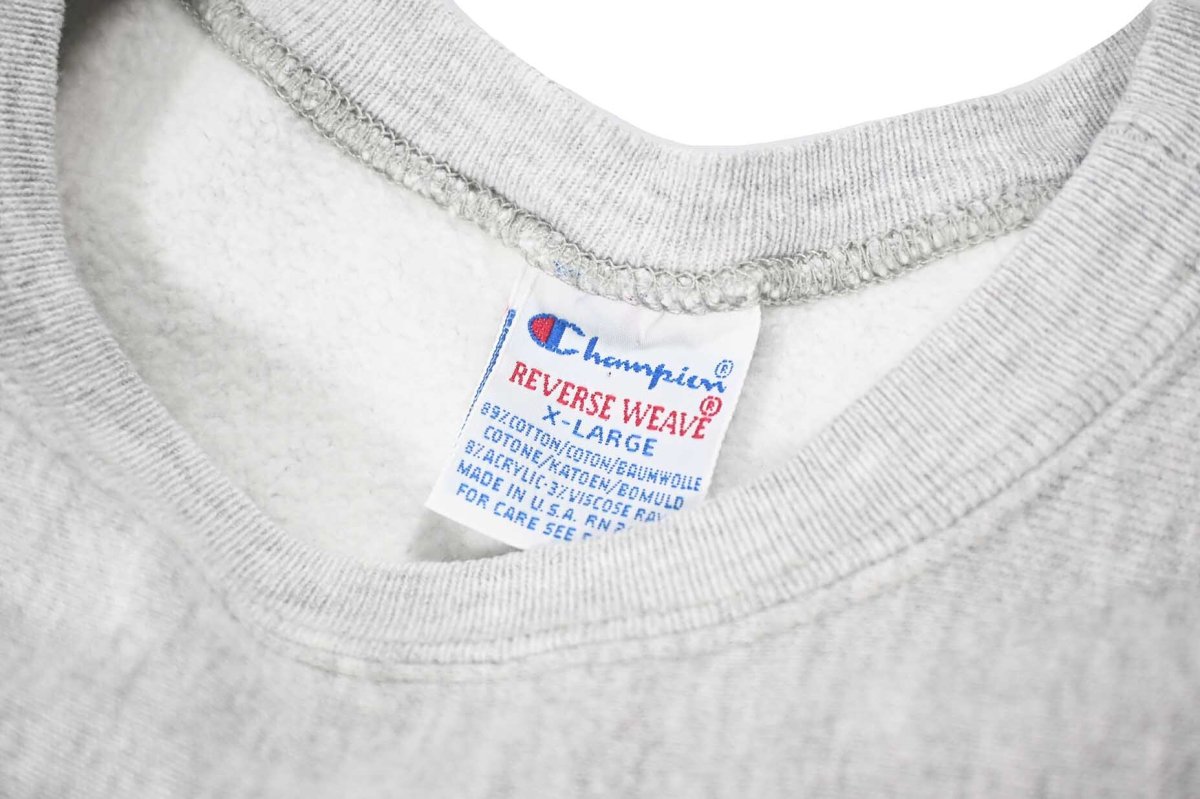 Champion®
REVERSE WEAVE®
X-LARGE
89% COTTON/COTON/BAUMWOLLE
COTONE/KATOEN/BOMULD
8% ACRYLIC-3% VISCOSE
MADE IN U.S.A. RN
FOR CARE SEE